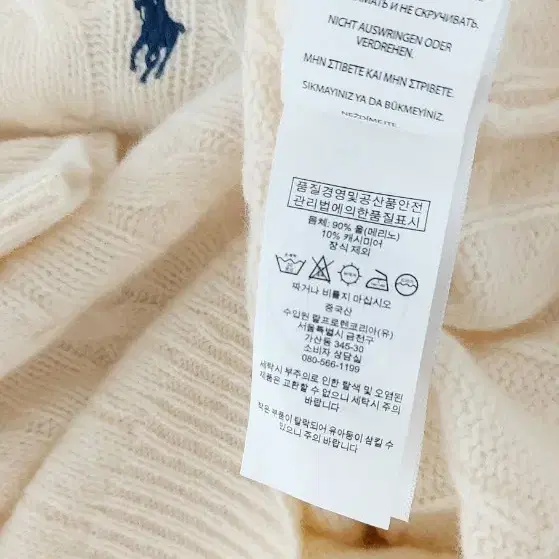 МАТЬ И НЕ СКРУЧИВАТЬ.
NICHT AUSWRINGEN ODER
VERDREHEN.
ΜΗΝ ΣΤΙΒΕΤΕ ΚΑΙ ΜΗΝ ΣΤΡΙΒΕΤΕ.
SIKMAYINIZ YA DA BÜKMEYİNİZ.
품질경영및공산품안전
관리법에의한품질표시
몸체: 90% 울(메리노)
10% 캐시미어
장식 제외
짜거나 비틀지 마십시오
중국산
수입원 랄프로렌코리아(유)
서울특별시 금천구
가산동 345-30
소비자 상담실
080-566-1199
세탁시 부주의로 인한 탈색 및 오염된
제품은 교환할 수 없으니 세탁시 주의
바랍니다
작은 부품이 탈락되어 유아동이 삼킬 수
있으니 주의 바랍니다